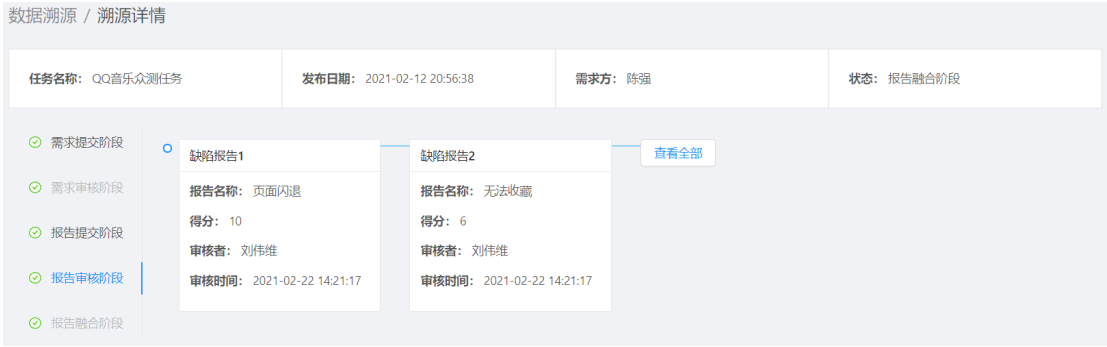 数据溯源 / 溯源详情
任务名称： QQ音乐众测任务 发布日期： 2021-02-12 20:56:38 需求方： 陈强 状态： 报告融合阶段
需求提交阶段
需求审核阶段
报告提交阶段
报告审核阶段
报告融合阶段
缺陷报告1
报告名称： 页面闪退
得分： 10
审核者： 刘伟维
审核时间： 2021-02-22 14:21:17
缺陷报告2
报告名称： 无法收藏
得分： 6
审核者： 刘伟维
审核时间： 2021-02-22 14:21:17
查看全部